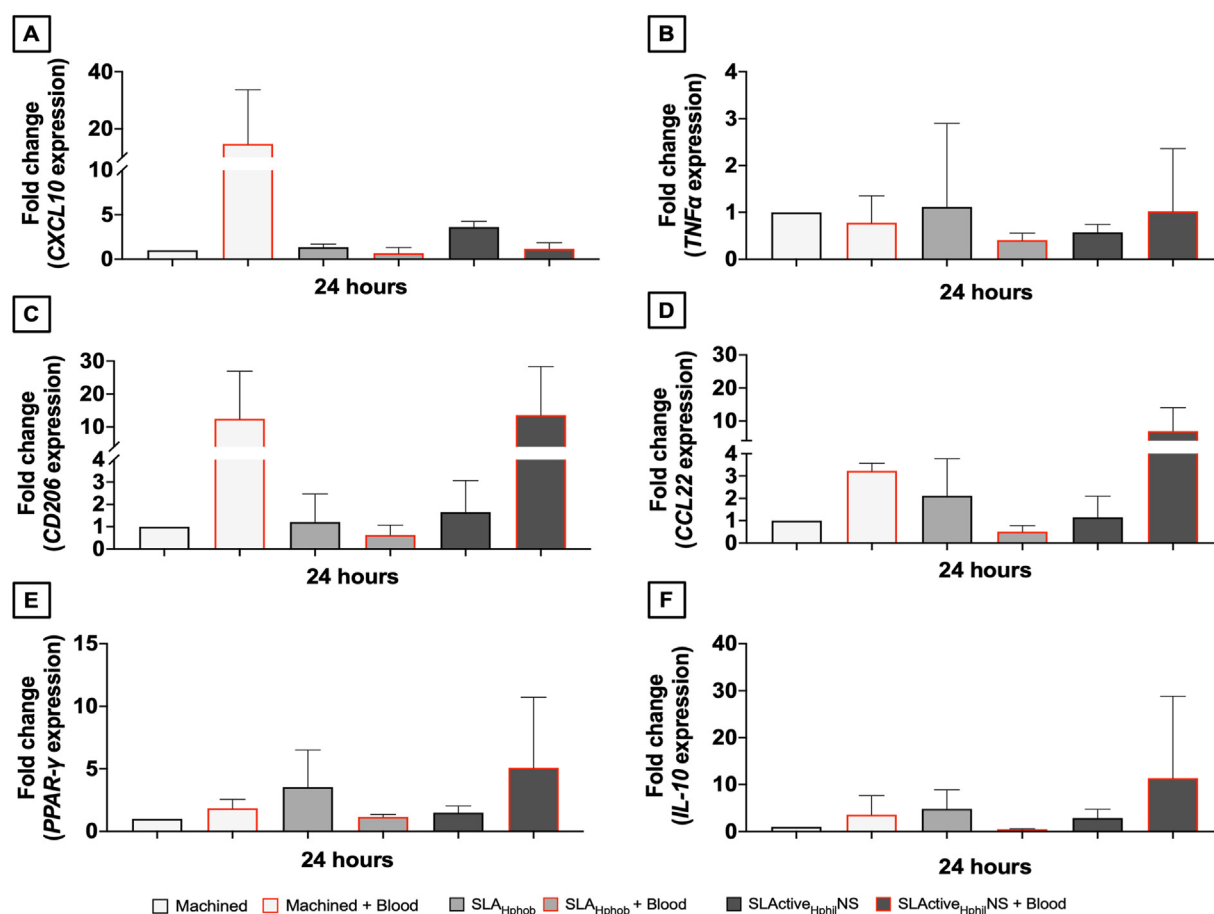 A
Fold change
(CXCL10 expression)
40
20
10
5
0
24 hours
B
Fold change
(TNFα expression)
4
3
2
1
0
24 hours
C
Fold change
(CD206 expression)
30
20
10
4
3
2
1
0
24 hours
D
Fold change
(CCL22 expression)
30
20
10
4
3
2
1
0
24 hours
E
Fold change
(PPAR-γ expression)
15
10
5
0
24 hours
F
Fold change
(IL-10 expression)
40
30
20
10
0
24 hours
Machined Machined + Blood SLAHphob SLAHphob + Blood SLActiveHphilNS SLActiveHphilNS + Blood